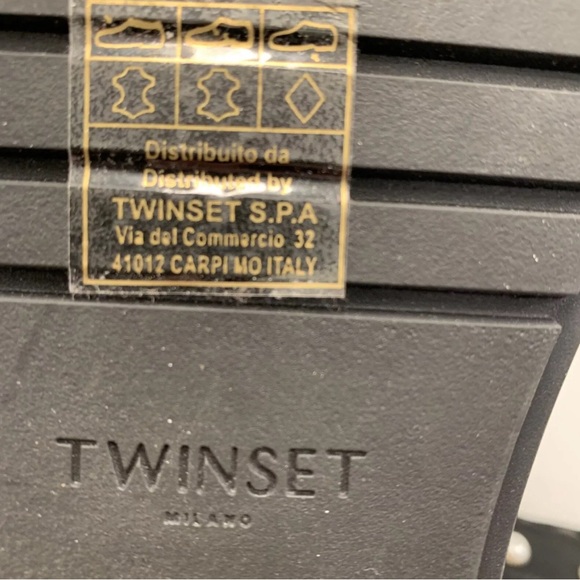 Distribuito da
Distributed by
TWINSET S.P.A
Via del Commercio 32
41012 CARPI MO ITALY
TWINSET
MILANO